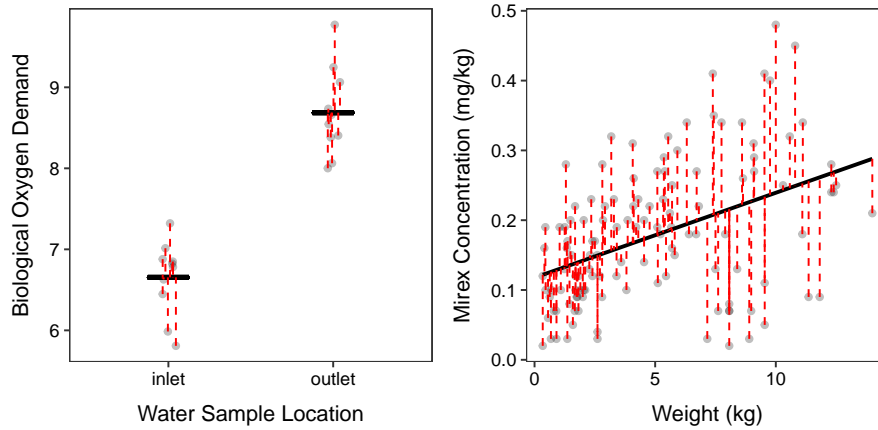 Biological Oxygen Demand
9
8
7
6
inlet
outlet
Water Sample Location
Mirex Concentration (mg/kg)
0.5
0.4
0.3
0.2
0.1
0.0
0
5
10
Weight (kg)